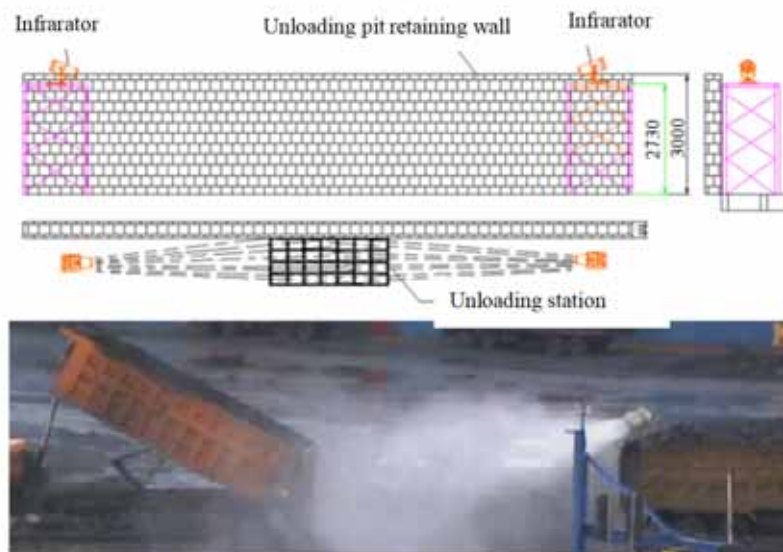 Infrarator
Unloading pit retaining wall
Infrarator
2730
3000
Unloading station